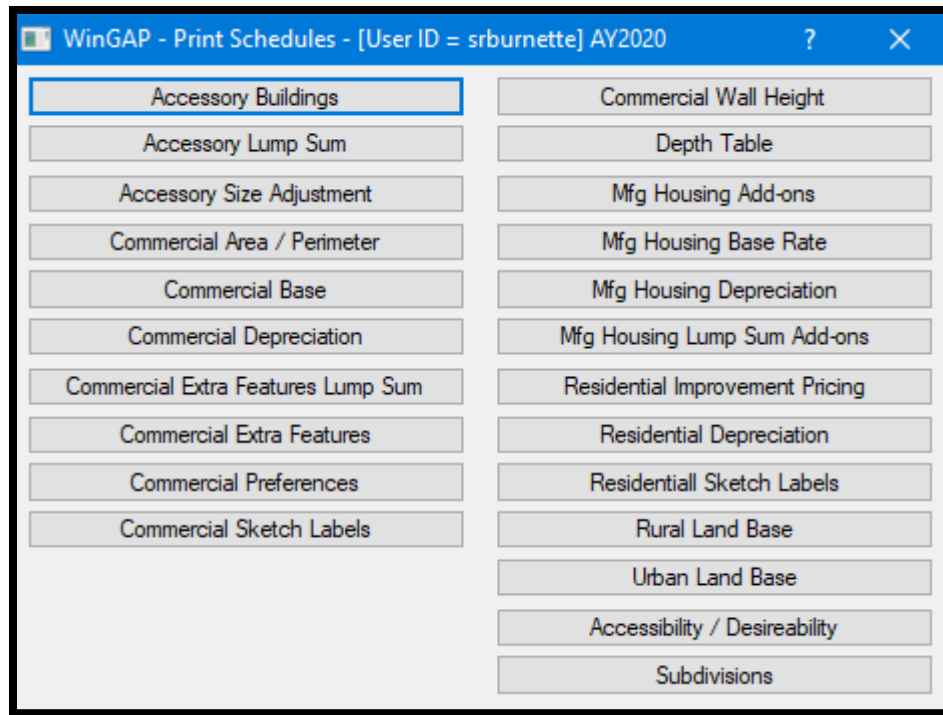 WinGAP - Print Schedules - [User ID = srburnette] AY2020 ?
Accessory Buildings
Accessory Lump Sum
Accessory Size Adjustment
Commercial Area / Perimeter
Commercial Base
Commercial Depreciation
Commercial Extra Features Lump Sum
Commercial Extra Features
Commercial Preferences
Commercial Sketch Labels
Commercial Wall Height
Depth Table
Mfg Housing Add-ons
Mfg Housing Base Rate
Mfg Housing Depreciation
Mfg Housing Lump Sum Add-ons
Residential Improvement Pricing
Residential Depreciation
Residentiall Sketch Labels
Rural Land Base
Urban Land Base
Accessibility / Desireability
Subdivisions